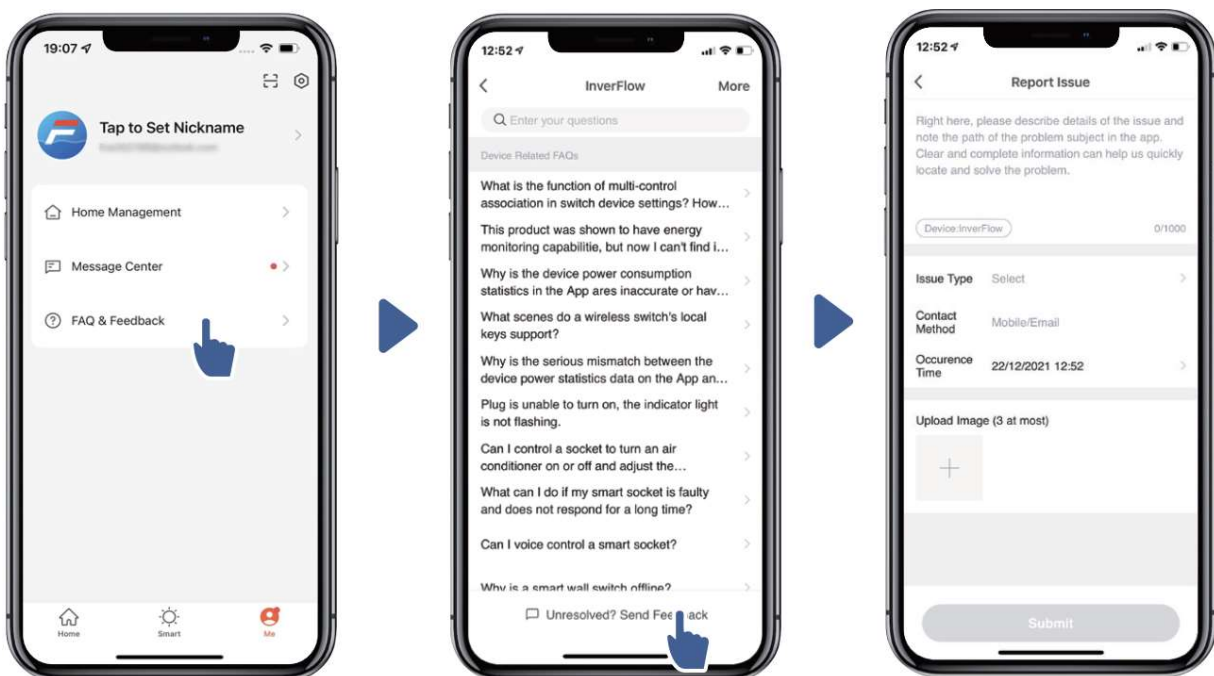 19:07
Tap to Set Nickname
Home Management
Message Center
FAQ & Feedback
Home
Smart
Me
12:52
InverFlow
More
Enter your questions
Device Related FAQs
What is the function of multi-control
association in switch device settings? How...
This product was shown to have energy
monitoring capabilitie, but now I can't find i...
Why is the device power consumption
statistics in the App ares inaccurate or hav...
What scenes do a wireless switch's local
keys support?
Why is the serious mismatch between the
device power statistics data on the App an...
Plug is unable to turn on, the indicator light
is not flashing.
Can I control a socket to turn an air
conditioner on or off and adjust the...
What can I do if my smart socket is faulty
and does not respond for a long time?
Can I voice control a smart socket?
Why is a smart wall switch offline?
Unresolved? Send Feedback
12:52
Report Issue
Right here, please describe details of the issue and
note the path of the problem subject in the app.
Clear and complete information can help us quickly
locate and solve the problem.
Device:InverFlow
0/1000
Issue Type Select
Contact
Method
Mobile/Email
Occurence
Time
22/12/2021 12:52
Upload Image (3 at most)
Submit